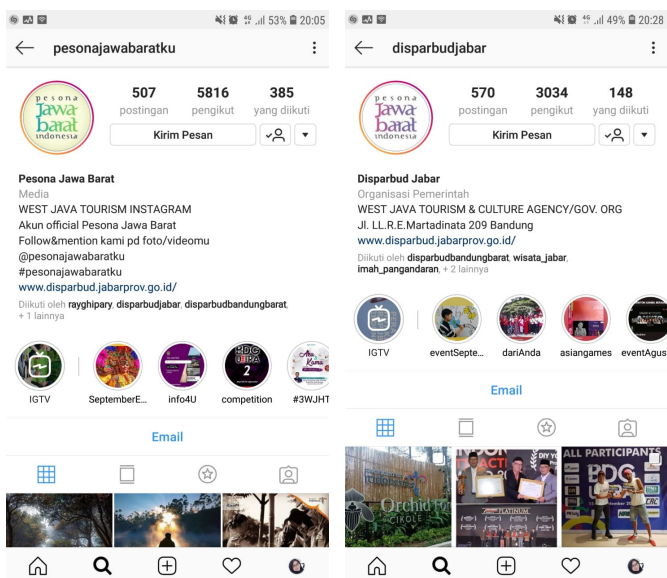 53% 20:05
pesonajawabaratku
pesona
Jawa
barat
indonesia
507 5816 385
postingan pengikut yang diikuti
Kirim Pesan
Pesona Jawa Barat
Media
WEST JAVA TOURISM INSTAGRAM
Akun official Pesona Jawa Barat
Follow&mention kami pd foto/videomu
@pesonajawabaratku
#pesonajawabaratku
www.disparbud.jabarprov.go.id/
Diikuti oleh rayghipary, disparbudjabar, disparbudbandungbarat,
+ 1 lainnya
IGTV SeptemberE... info4U competition #3WJHT
Email
4G 49% 20:28
disparbudjabar
pesona
Jawa
barat
indonesia
570 3034 148
postingan pengikut yang diikuti
Kirim Pesan
Disparbud Jabar
Organisasi Pemerintah
WEST JAVA TOURISM & CULTURE AGENCY/GOV. ORG
Jl. LL.R.E.Martadinata 209 Bandung
www.disparbud.jabarprov.go.id/
Diikuti oleh disparbudbandungbarat, wisata_jabar,
imah_pangandaran, + 2 lainnya
IGTV eventSepte... dariAnda asiangames eventAgus
Email
Orchid
CIKOLE
PLATINUM
ALL PARTICIPANTS
BDG